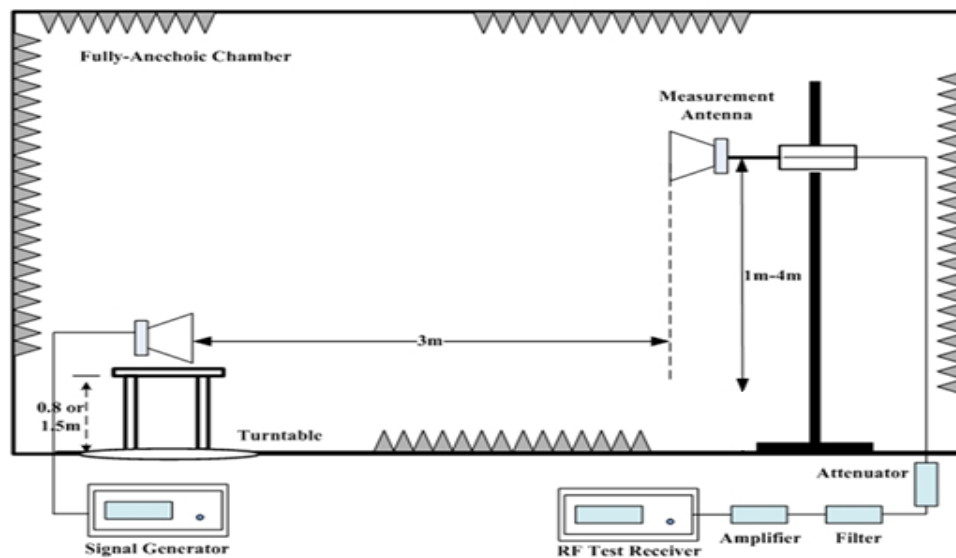 Fully-Anechoic Chamber
Measurement
Antenna
1m-4m
3m
0.8 or
1.5m
Turntable
Attenuator
Signal Generator
RF Test Receiver
Amplifier
Filter